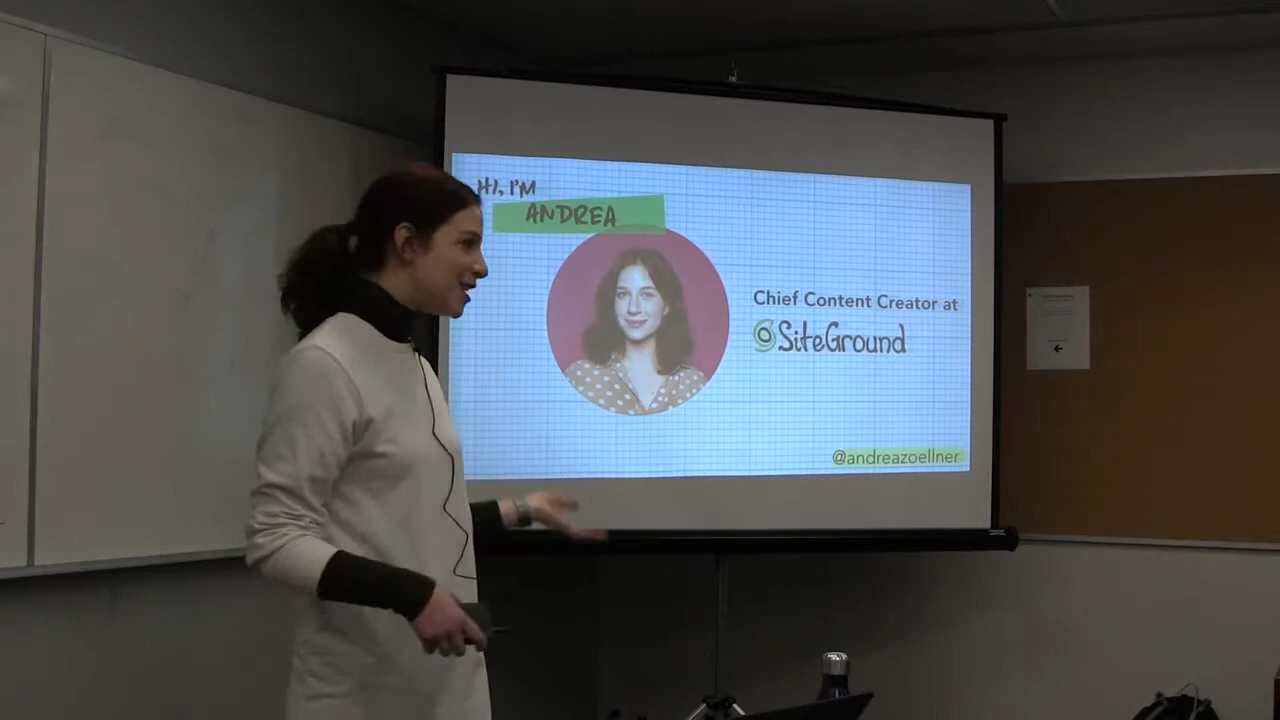 HI, I'M
ANDREA
Chief Content Creator at
SiteGround
@andreazoellner